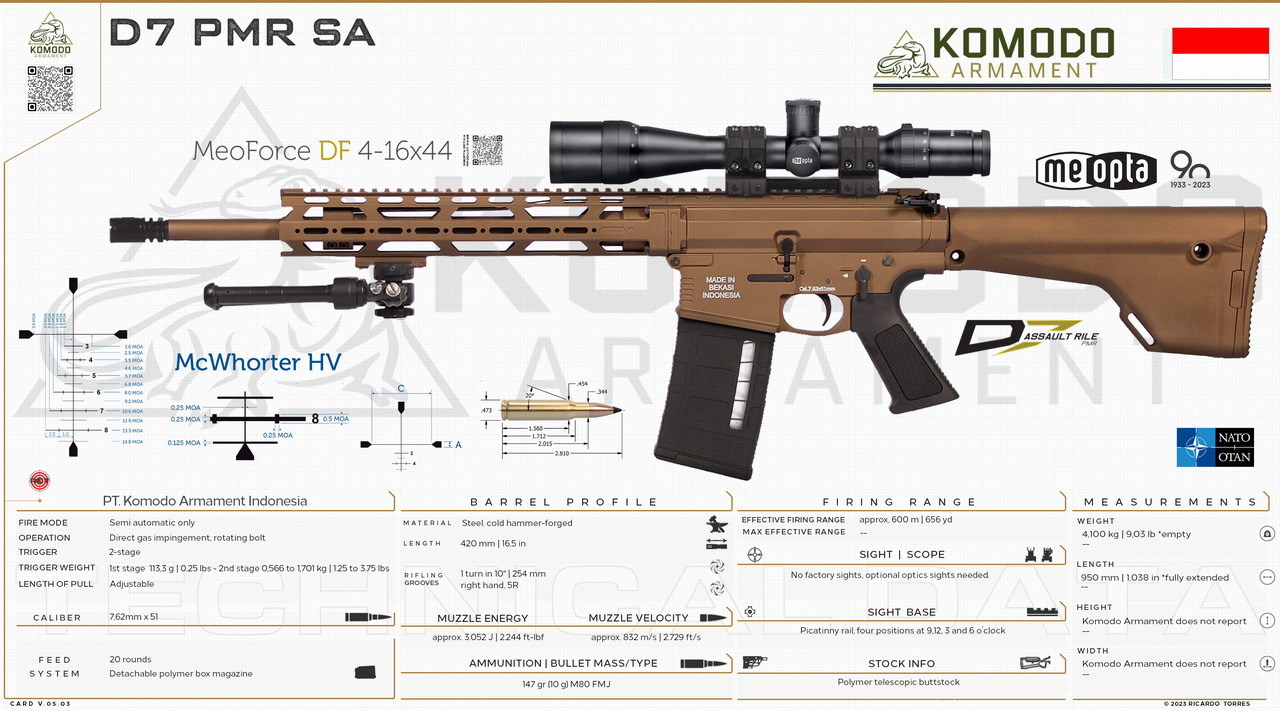 D7 PMR SA
KOMODO
ARMAMENT
KOMODO
ARMAMENT
MeoForce DF 4-16x44
meopta
meopta
90
1933 - 2023
MADE IN
BEKASI
INDONESIA
Cal.7,62x51mm
D7 ASSAULT RILE
PMR
McWhorter HV
3
4
5
6
7
8
1.6 MOA
2.5 MOA
3.5 MOA
4.6 MOA
5.7 MOA
6.8 MOA
8.0 MOA
9.2 MOA
10.6 MOA
11.9 MOA
13.3 MOA
14.8 MOA
0.25 MOA
0.25 MOA
8
0.5 MOA
0.25 MOA
0.125 MOA
C
A
3
4
.473
20°
.454
.344
1.560
1.712
2.015
2.810
NATO
OTAN
KOMODO
ARMAMENT
TECHNICAL DATA
PT. Komodo Armament Indonesia
FIRE MODE Semi automatic only
OPERATION Direct gas impingement, rotating bolt
TRIGGER 2-stage
TRIGGER WEIGHT 1st stage 113,3 g | 0.25 lbs - 2nd stage 0,566 to 1,701 kg | 1.25 to 3.75 lbs
LENGTH OF PULL Adjustable
CALIBER 7,62mm x 51
FEED
SYSTEM
20 rounds
Detachable polymer box magazine
BARREL PROFILE
MATERIAL Steel. cold hammer-forged
LENGTH 420 mm | 16,5 in
RIFLING
GROOVES
1 turn in 10" | 254 mm
right hand, 5R
MUZZLE ENERGY
approx. 3.052 J | 2.244 ft-lbf
MUZZLE VELOCITY
approx. 832 m/s | 2.729 ft/s
AMMUNITION | BULLET MASS/TYPE
147 gr (10 g) M80 FMJ
FIRING RANGE
EFFECTIVE FIRING RANGE approx. 600 m | 656 yd
MAX EFFECTIVE RANGE --
SIGHT | SCOPE
No factory sights, optional optics sights needed.
SIGHT BASE
Picatinny rail, four positions at 9,12, 3 and 6 o'clock
STOCK INFO
Polymer telescopic buttstock
MEASUREMENTS
WEIGHT
4,100 kg | 9,03 lb *empty
--
LENGTH
950 mm | 1.038 in *fully extended
--
HEIGHT
Komodo Armament does not report
--
WIDTH
Komodo Armament does not report
--
CARD V.05.03
© 2023 RICARDO TORRES